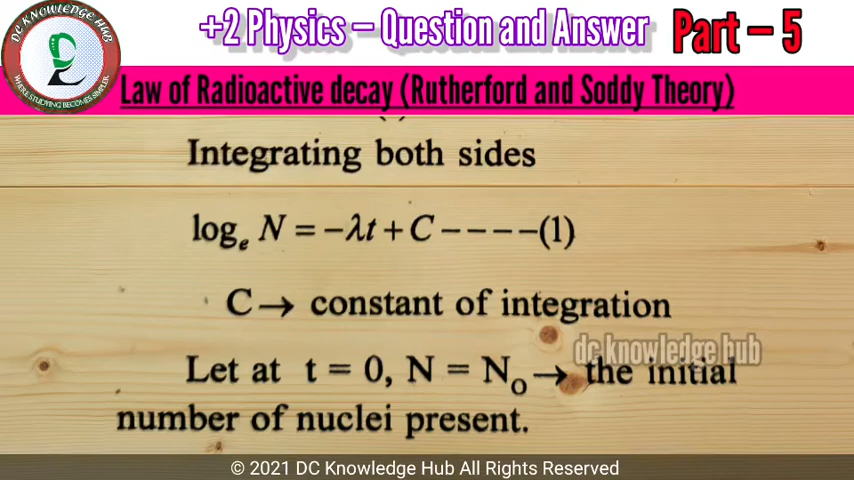 DC KNOWLEDGE HUB
WHERE STUDYING BECOMES SIMPLER
+2 Physics – Question and Answer Part – 5
Law of Radioactive decay (Rutherford and Soddy Theory)
Integrating both sides
logₑ N = −λt + C −−−−(1)
C→ constant of integration
dc knowledge hub
Let at t = 0, N = N₀→ the initial
number of nuclei present.
© 2021 DC Knowledge Hub All Rights Reserved